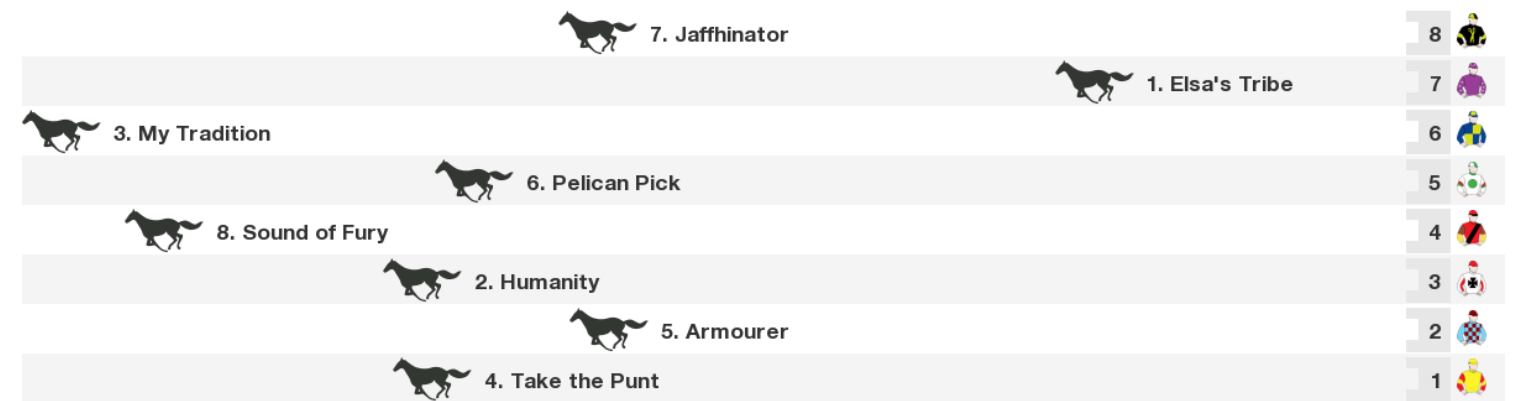 7. Jaffhinator 8
1. Elsa's Tribe 7
3. My Tradition 6
6. Pelican Pick 5
8. Sound of Fury 4
2. Humanity 3
5. Armourer 2
4. Take the Punt 1